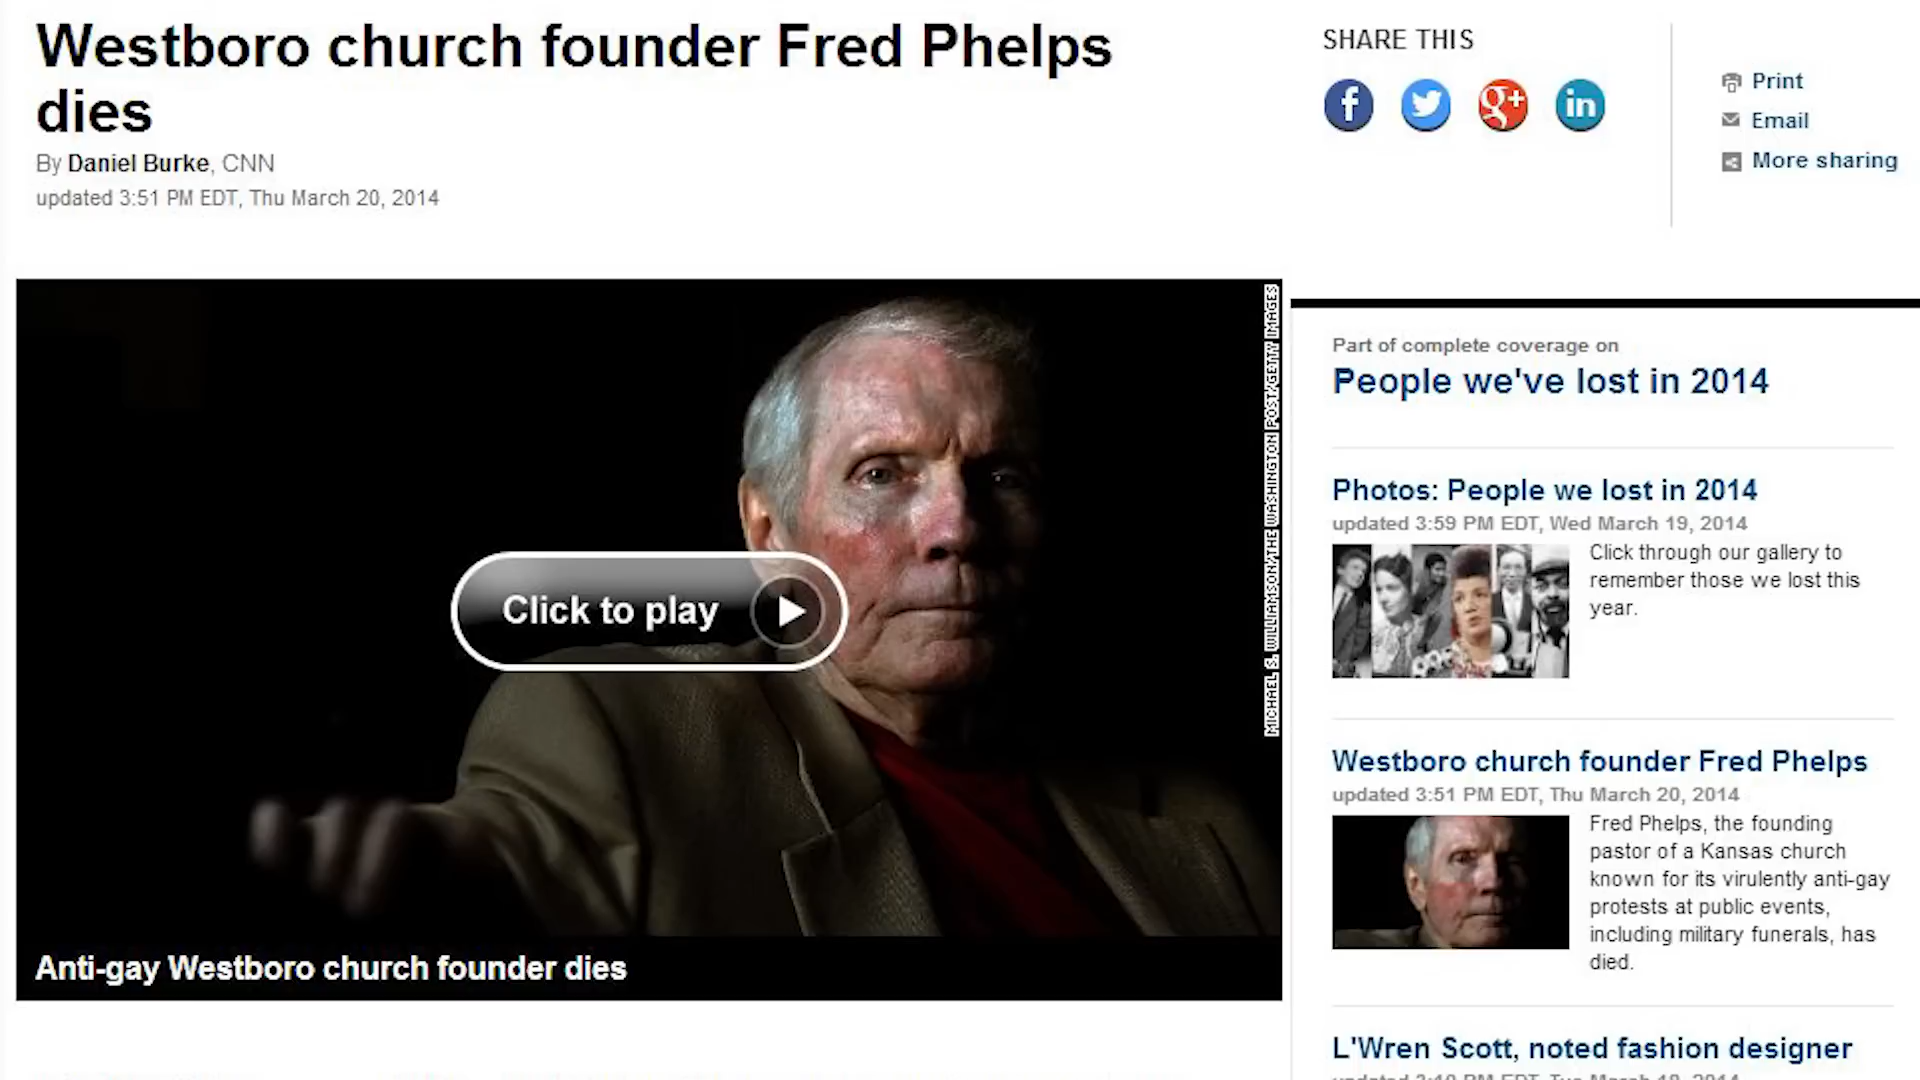 Westboro church founder Fred Phelps
dies
By Daniel Burke, CNN
updated 3:51 PM EDT, Thu March 20, 2014
SHARE THIS
Print
Email
More sharing
MICHAEL S. WILLIAMSON/THE WASHINGTON POST/GETTY IMAGES
Click to play
Anti-gay Westboro church founder dies
Part of complete coverage on
People we've lost in 2014
Photos: People we lost in 2014
updated 3:59 PM EDT, Wed March 19, 2014
Click through our gallery to
remember those we lost this
year.
Westboro church founder Fred Phelps
updated 3:51 PM EDT, Thu March 20, 2014
Fred Phelps, the founding
pastor of a Kansas church
known for its virulently anti-gay
protests at public events,
including military funerals, has
died.
L'Wren Scott, noted fashion designer